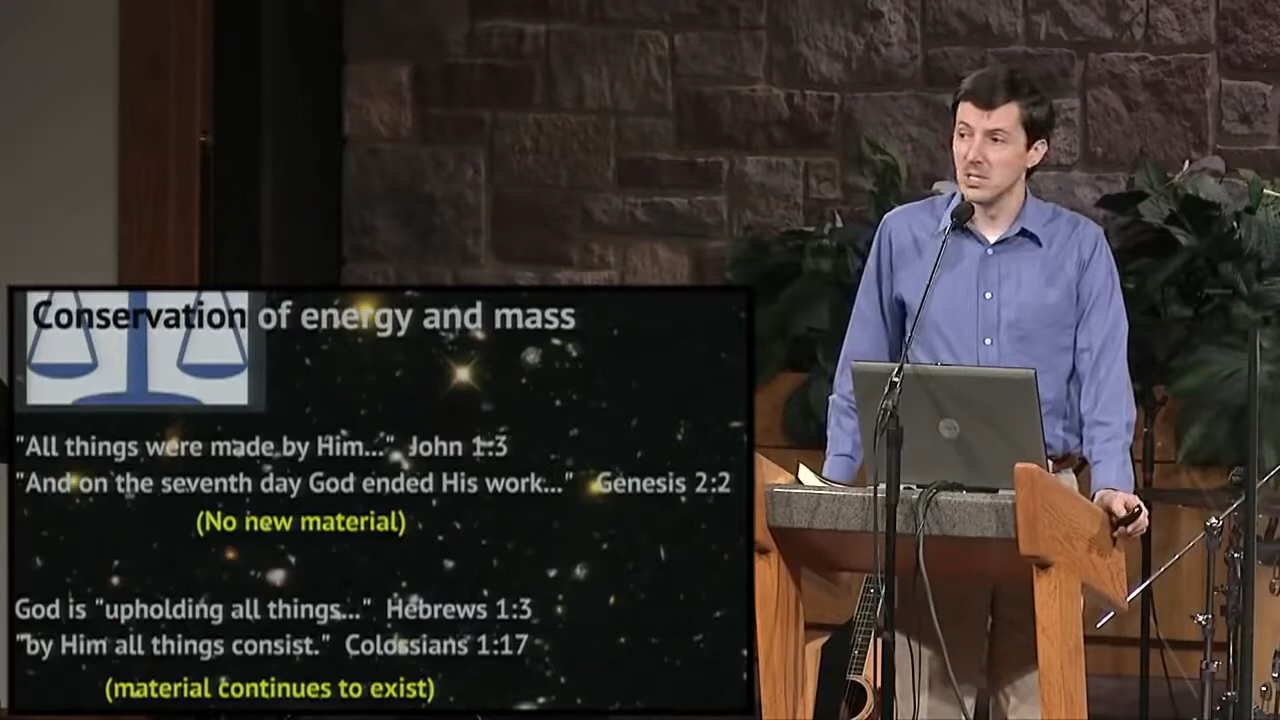 Conservation of energy and mass
"All things were made by Him..." John 1:3
"And on the seventh day God ended His work..." Genesis 2:2
(No new material)
God is "upholding all things..." Hebrews 1:3
"by Him all things consist." Colossians 1:17
(material continues to exist)